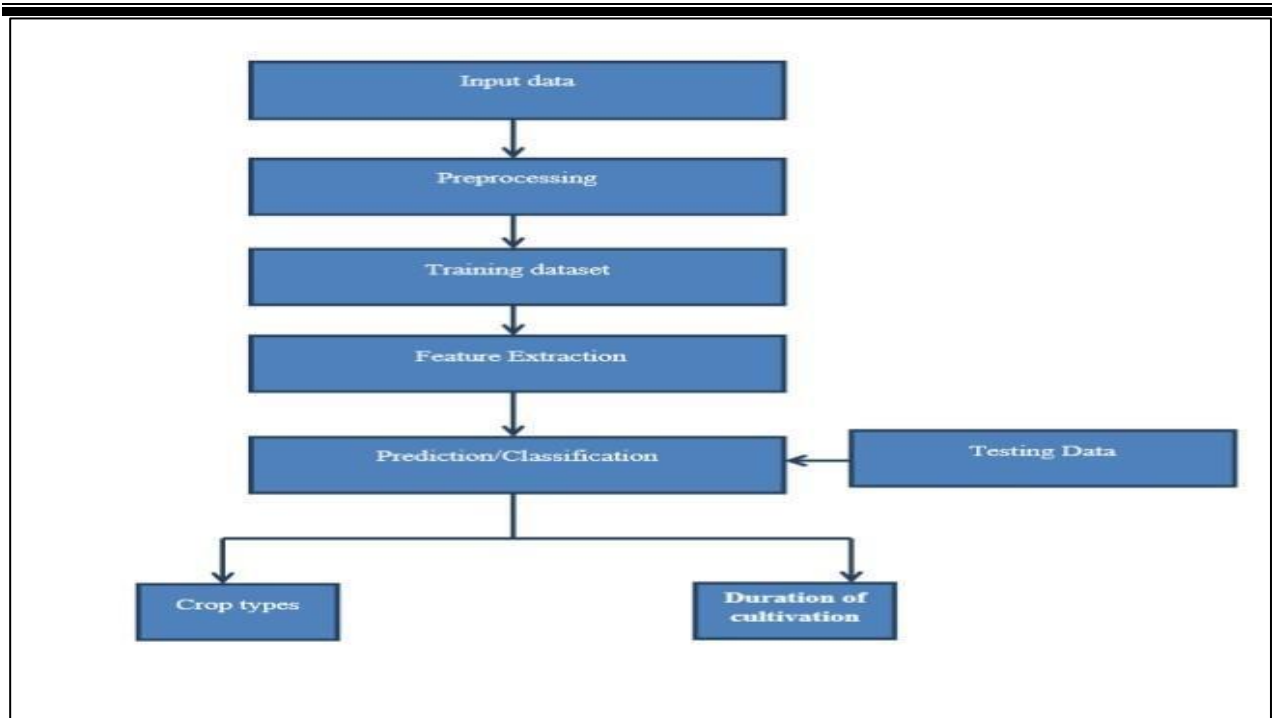 Input data
Preprocessing
Training dataset
Feature Extraction
Prediction/Classification
Testing Data
Crop types
Duration of
cultivation